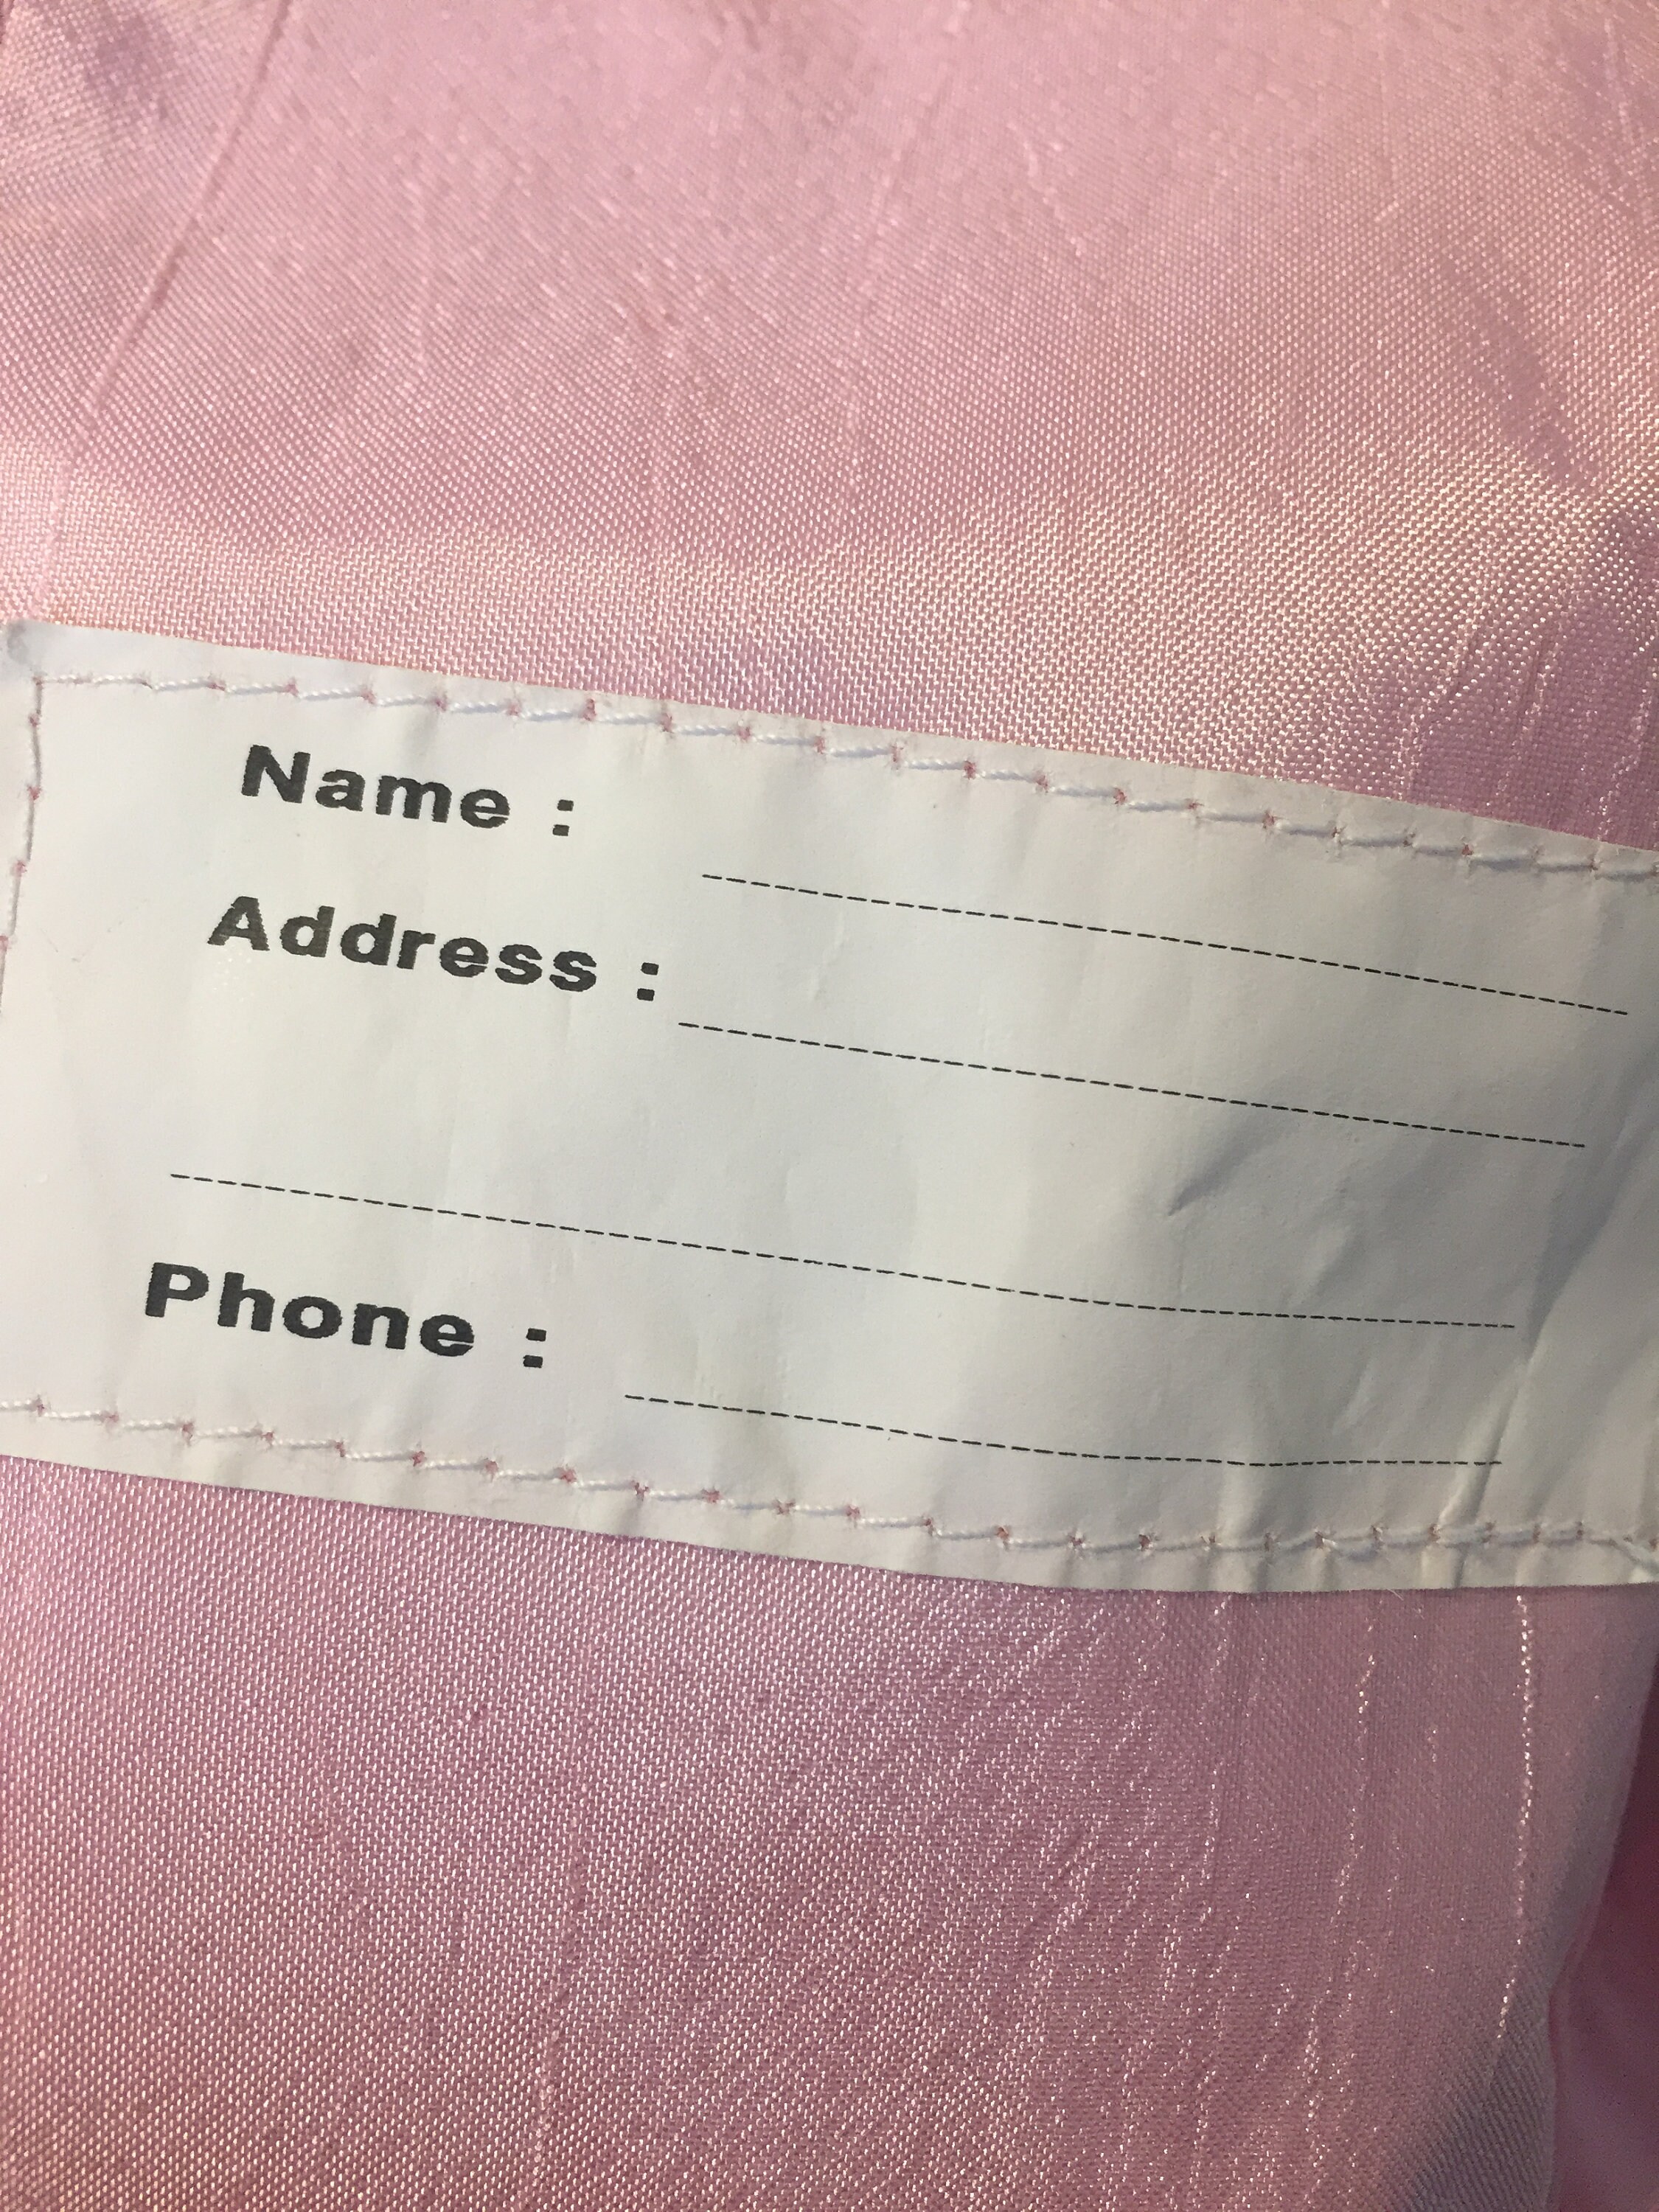 Name :
Address :
Phone :